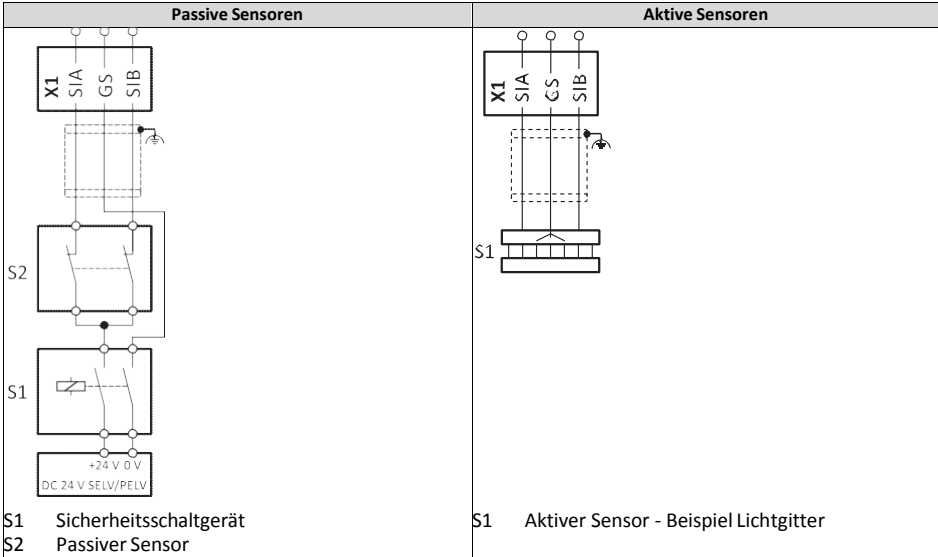 Passive Sensoren
Aktive Sensoren
X1
SIA
GS
SIB
S2
S1
+24 V 0 V
DC 24 V SELV/PELV
S1 Sicherheitsschaltgerät
S2 Passiver Sensor
X1
SIA
GS
SIB
S1
S1 Aktiver Sensor - Beispiel Lichtgitter